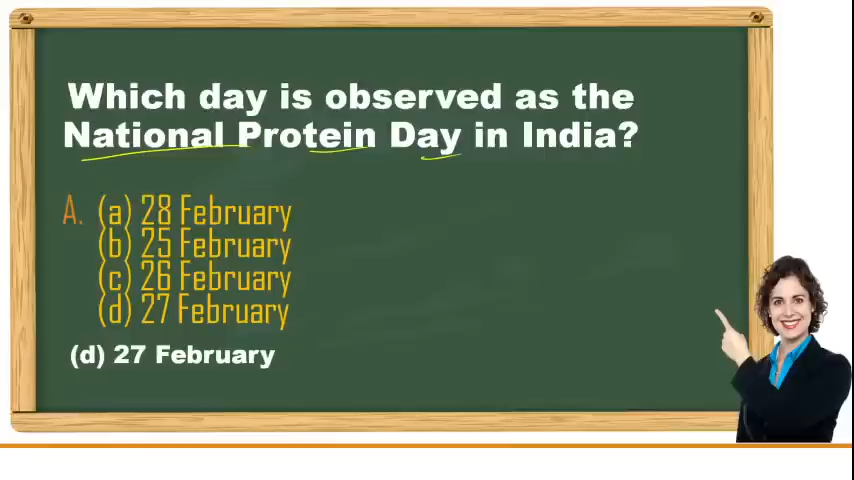 Which day is observed as the
National Protein Day in India?
A. (a) 28 February
(b) 25 February
(c) 26 February
(d) 27 February
(d) 27 February